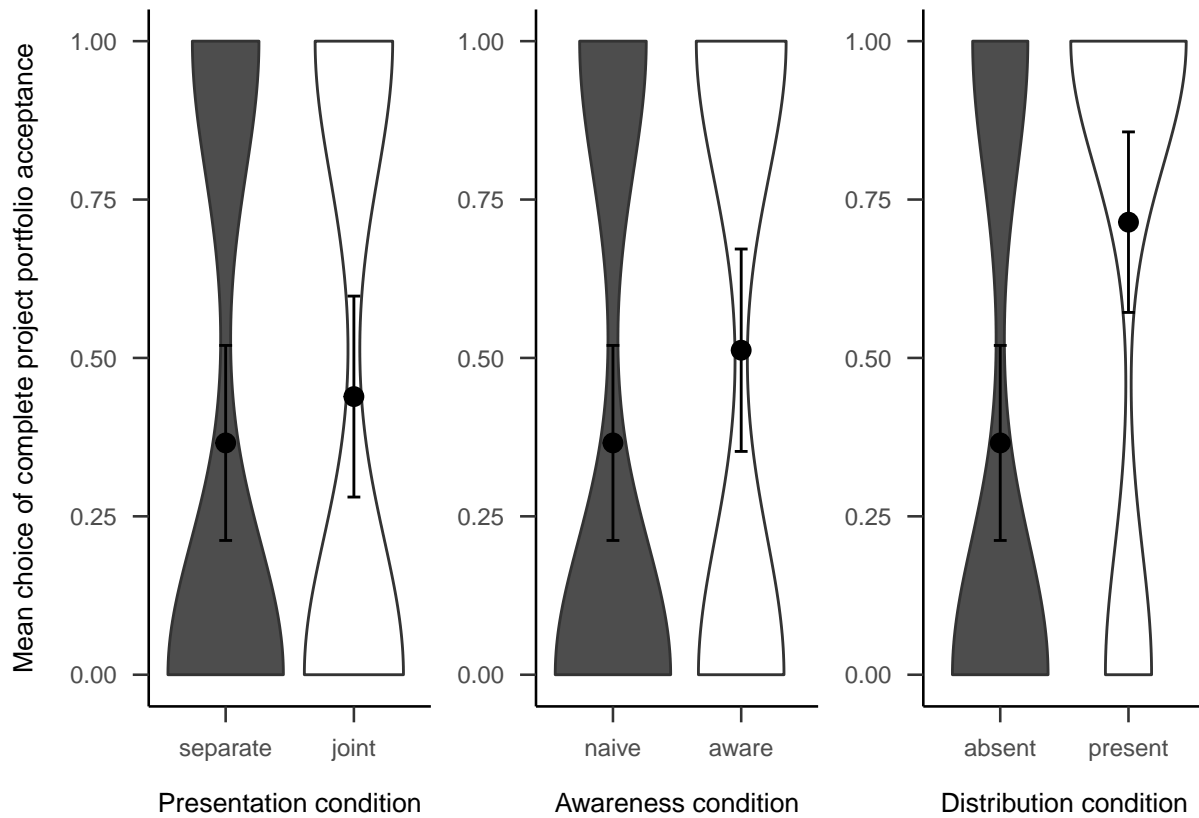 Mean choice of complete project portfolio acceptance
1.00
0.75
0.50
0.25
0.00
separate
joint
Presentation condition
1.00
0.75
0.50
0.25
0.00
naive
aware
Awareness condition
1.00
0.75
0.50
0.25
0.00
absent
present
Distribution condition